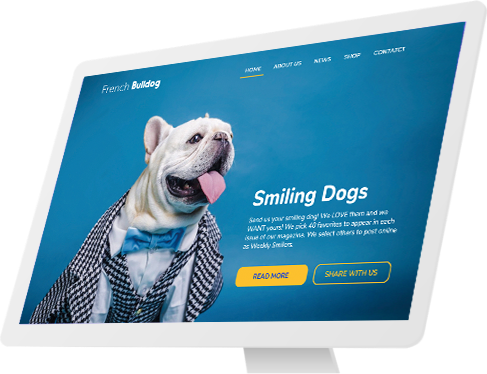 French Bulldog
HOME ABOUT US NEWS SHOP CONTATCT
Smiling Dogs
Send us your smiling dog! We LOVE them and we
WANT yours! We pick 40 favorites to appear in each
issue of our magazine. We select others to post online
as Weekly Smilers.
READ MORE SHARE WITH US